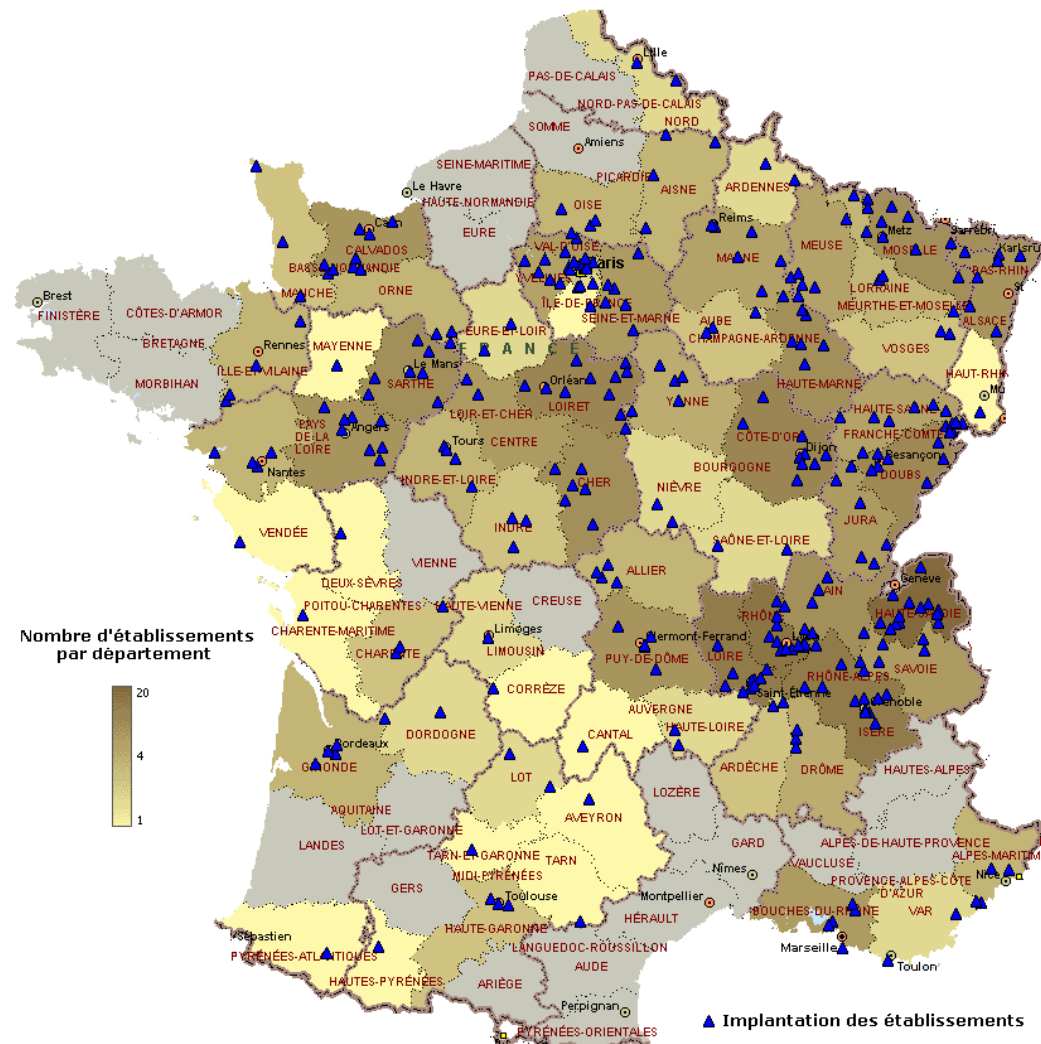 Lille
PAS-DE-CALAIS
NORD-PAS-DE-CALAIS
NORD
SOMME
Amiens
SEINE-MARITIME
PICARDIE
AISNE
ARDENNES
Le Havre
HAUTE-NORMANDIE
OISE
EURE
Reims
Caen
CALVADOS
VAL-D'OISE
MARNE
MEUSE
Metz
MOSELLE
Sarrebrü
Karlsru
BAS-RHIN
BASSE-NORMANDIE
Paris
YVELINES
LORRAINE
MEURTHE-ET-MOSELLE
St
Brest
FINISTÈRE
CÔTES-D'ARMOR
MANCHE
ORNE
ÎLE-DE-FRANCE
SEINE-ET-MARNE
AUBE
CHAMPAGNE-ARDENNE
ALSACE
BRETAGNE
Rennes
MAYENNE
EURE-ET-LOIR
FRANCE
VOSGES
MORBIHAN
ILLE-ET-VILAINE
Le Mans
SARTHE
HAUT-RHIN
Mu
Orléans
LOIRET
YONNE
HAUTE-MARNE
PAYS
DE-LA
LOIRE
Angers
LOIR-ET-CHER
HAUTE-SAÔNE
Tours
CENTRE
CÔTE-D'OR
Dijon
FRANCHE-COMTÉ
Nantes
INDRE-ET-LOIRE
CHER
BOURGOGNE
Besançon
DOUBS
NIÈVRE
VENDÉE
INDRE
JURA
SAÔNE-ET-LOIRE
VIENNE
DEUX-SÈVRES
ALLIER
POITOU-CHARENTES
HAUTE-VIENNE
CREUSE
AIN
Genève
HAUTE-SAVOIE
CHARENTE-MARITIME
RHÔNE
Nombre d'établissements
par département
Limoges
LIMOUSIN
Clermont-Ferrand
Lyon
CHARENTE
PUY-DE-DÔME
LOIRE
RHÔNE-ALPES
SAVOIE
20
4
1
CORRÈZE
Saint-Étienne
Grenoble
AUVERGNE
HAUTE-LOIRE
ISÈRE
Bordeaux
GIRONDE
DORDOGNE
CANTAL
ARDÈCHE
DRÔME
HAUTES-ALPES
LOT
LOZÈRE
AQUITAINE
AVEYRON
LANDES
LOT-ET-GARONNE
GARD
ALPES-DE-HAUTE-PROVENCE
TARN-ET-GARONNE
TARN
VAUCLUSE
ALPES-MARITIM
MIDI-PYRÉNÉES
Nîmes
PROVENCE-ALPES-CÔTE
D'AZUR
Nice
GERS
Toulouse
Montpellier
HÉRAULT
BOUCHES-DU-RHÔNE
VAR
HAUTE-GARONNE
Sébastien
PYRÉNÉES-ATLANTIQUES
LANGUEDOC-ROUSSILLON
Marseille
AUDE
Toulon
HAUTES-PYRÉNÉES
ARIÈGE
Perpignan
Implantation des établissements
PYRÉNÉES-ORIENTALES